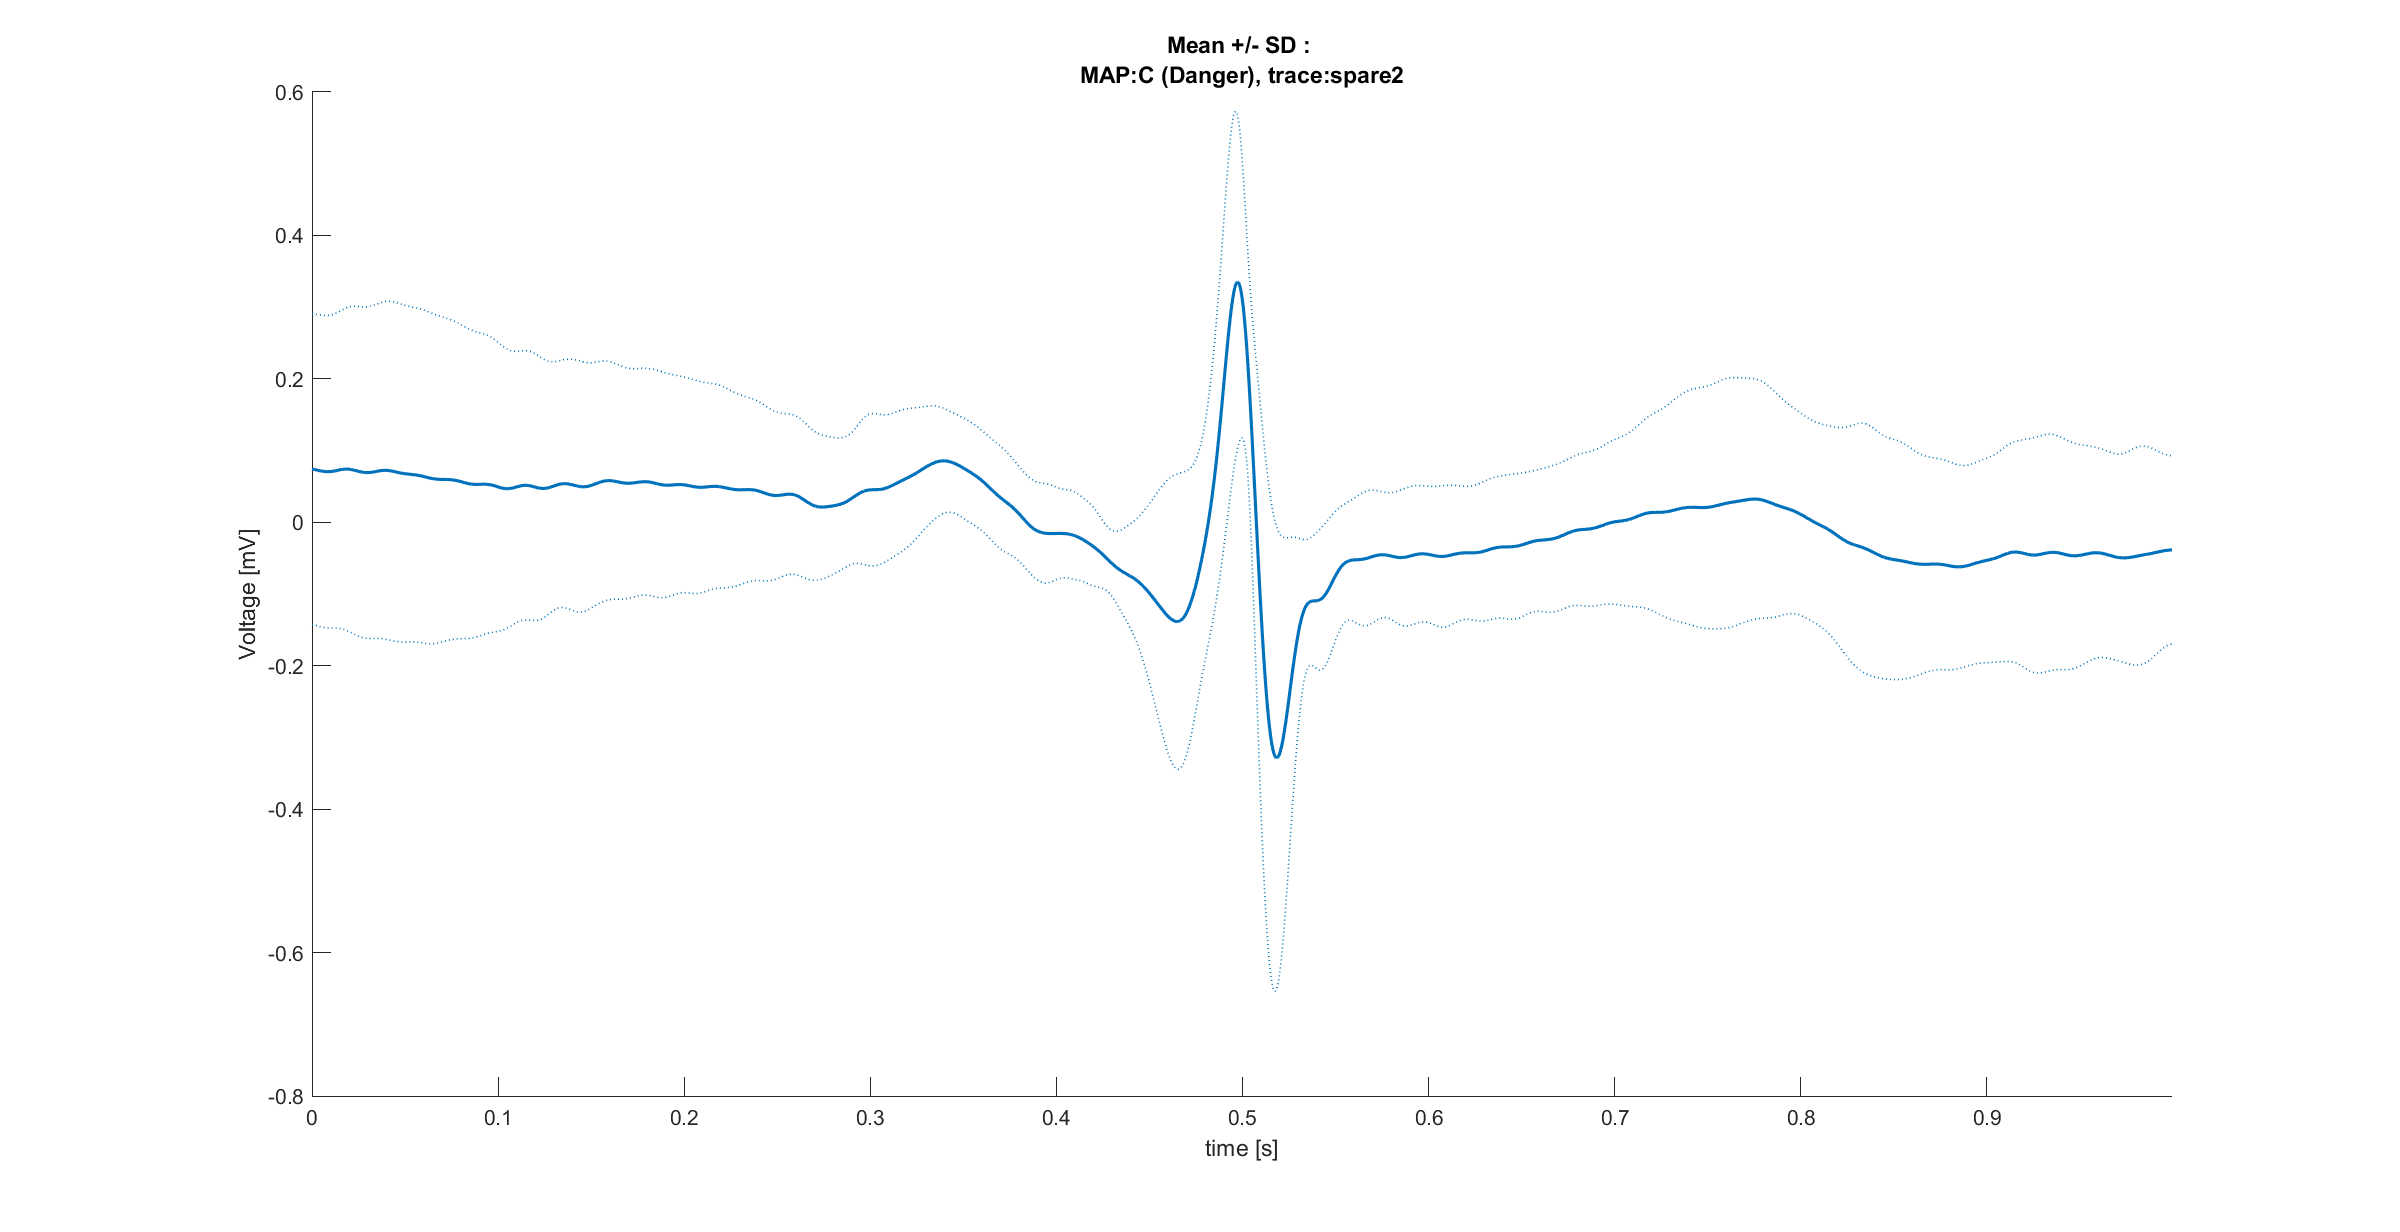 Mean +/- SD :
MAP:C (Danger), trace:spare2
0.6
0.4
0.2
0
-0.2
-0.4
-0.6
-0.8
Voltage [mV]
0 0.1 0.2 0.3 0.4 0.5 0.6 0.7 0.8 0.9
time [s]